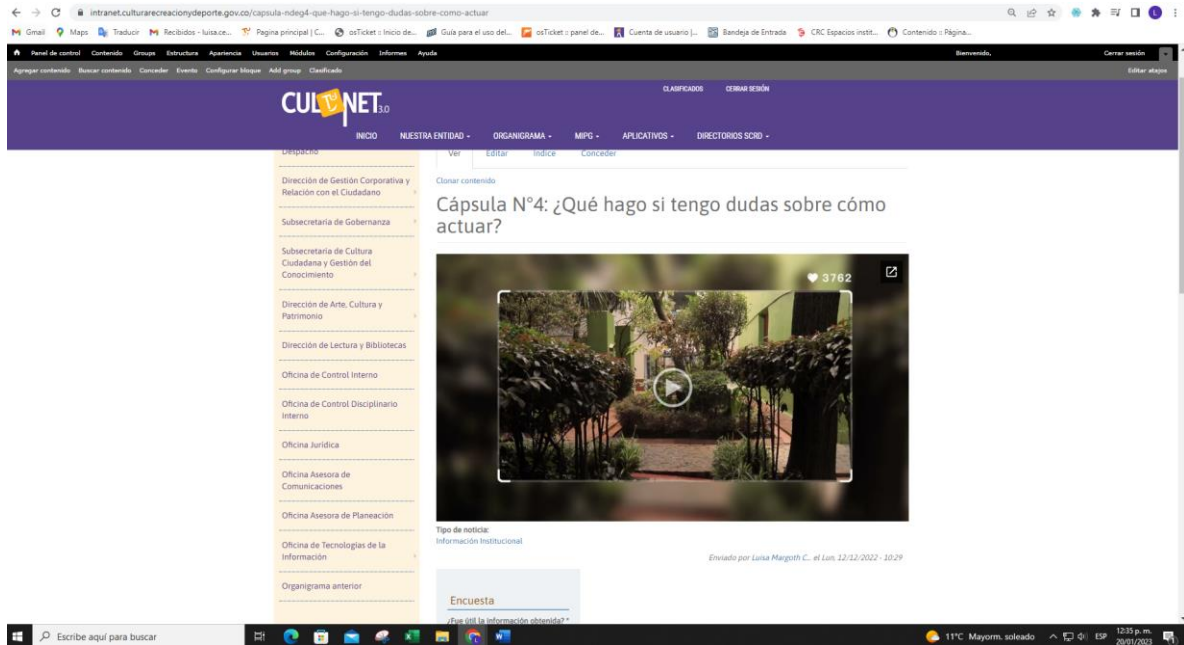 intranet.culturarecreacionydeporte.gov.co/capsula-ndeg4-que-hago-si-tengo-dudas-sobre-como-actuar
Gmail Maps Traducir Recibidos - luisa.ce... Pagina principal | C... osTicket :: Inicio de... Guía para el uso del... osTicket :: panel de... Cuenta de usuario |... Bandeja de Entrada CRC Espacios instit... Contenido :: Página...
Panel de control Contenido Groups Estructura Apariencia Usuarios Módulos Configuración Informes Ayuda Bienvenido, Cerrar sesión
Agregar contenido Buscar contenido Conceder Evento Configurar bloque Add group Clasificado Editar atajos
CULTUNET 3.0
CLASIFICADOS CERRAR SESIÓN
INICIO NUESTRA ENTIDAD ORGANIGRAMA MIPG APLICATIVOS DIRECTORIOS SCRD
Despacho
Dirección de Gestión Corporativa y
Relación con el Ciudadano
Subsecretaría de Gobernanza
Subsecretaría de Cultura
Ciudadana y Gestión del
Conocimiento
Dirección de Arte, Cultura y
Patrimonio
Dirección de Lectura y Bibliotecas
Oficina de Control Interno
Oficina de Control Disciplinario
Interno
Oficina Jurídica
Oficina Asesora de
Comunicaciones
Oficina Asesora de Planeación
Oficina de Tecnologías de la
Información
Organigrama anterior
Ver Editar Índice Conceder
Clonar contenido
Cápsula N°4: ¿Qué hago si tengo dudas sobre cómo
actuar?
3762
Tipo de noticia:
Información Institucional
Enviado por Luisa Margoth C... el Lun, 12/12/2022 - 10:29
Encuesta
¿Fue útil la información obtenida? *
Escribe aquí para buscar
11°C Mayorm. soleado ESP 12:35 p. m.
20/01/2023